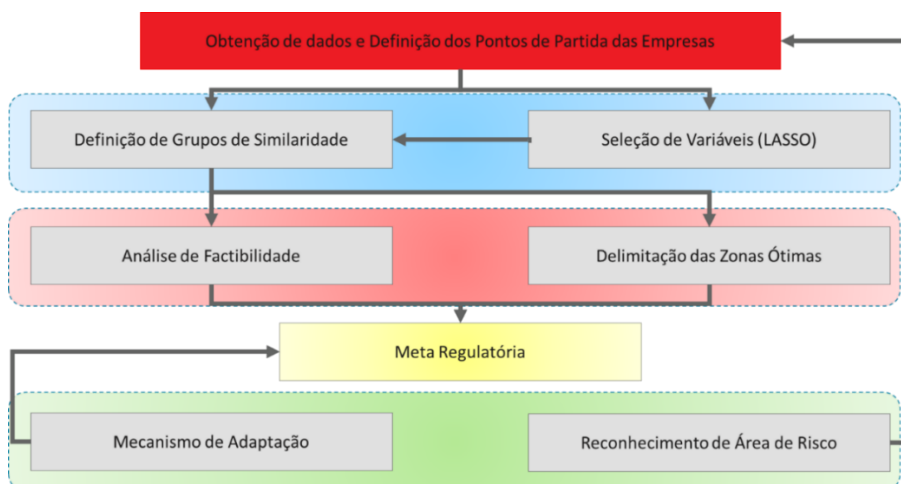 Obtenção de dados e Definição dos Pontos de Partida das Empresas
Definição de Grupos de Similaridade
Seleção de Variáveis (LASSO)
Análise de Factibilidade
Delimitação das Zonas Ótimas
Meta Regulatória
Mecanismo de Adaptação
Reconhecimento de Área de Risco